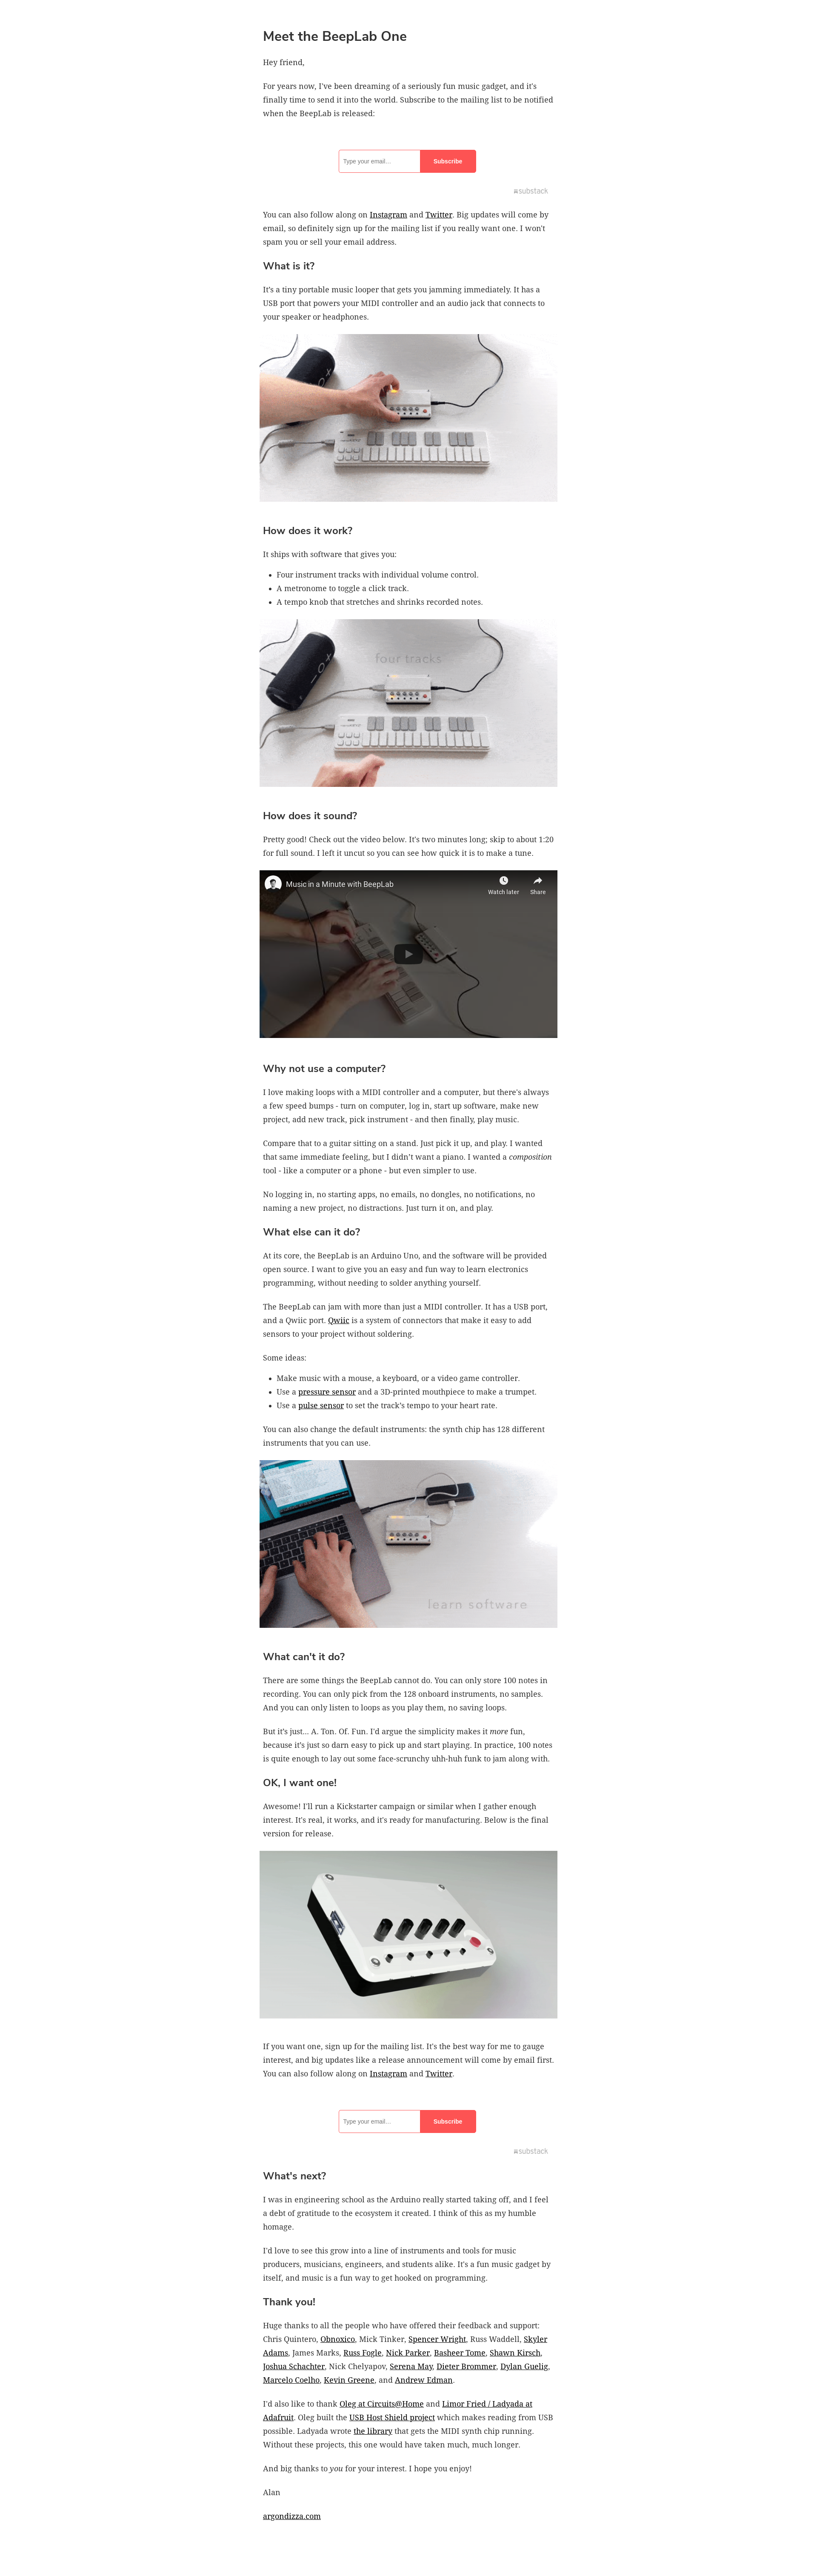 Meet the BeepLab One
Hey friend,
For years now, I've been dreaming of a seriously fun music gadget, and it's
finally time to send it into the world. Subscribe to the mailing list to be notified
when the BeepLab is released:
Type your email...
Subscribe
substack
You can also follow along on Instagram and Twitter. Big updates will come by
email, so definitely sign up for the mailing list if you really want one. I won't
spam you or sell your email address.
What is it?
It's a tiny portable music looper that gets you jamming immediately. It has a
USB port that powers your MIDI controller and an audio jack that connects to
your speaker or headphones.
How does it work?
It ships with software that gives you:
• Four instrument tracks with individual volume control.
• A metronome to toggle a click track.
• A tempo knob that stretches and shrinks recorded notes.
four tracks
How does it sound?
Pretty good! Check out the video below. It's two minutes long; skip to about 1:20
for full sound. I left it uncut so you can see how quick it is to make a tune.
Music in a Minute with BeepLab
Watch later
Share
Why not use a computer?
I love making loops with a MIDI controller and a computer, but there's always
a few speed bumps - turn on computer, log in, start up software, make new
project, add new track, pick instrument - and then finally, play music.
Compare that to a guitar sitting on a stand. Just pick it up, and play. I wanted
that same immediate feeling, but I didn't want a piano. I wanted a composition
tool - like a computer or a phone - but even simpler to use.
No logging in, no starting apps, no emails, no dongles, no notifications, no
naming a new project, no distractions. Just turn it on, and play.
What else can it do?
At its core, the BeepLab is an Arduino Uno, and the software will be provided
open source. I want to give you an easy and fun way to learn electronics
programming, without needing to solder anything yourself.
The BeepLab can jam with more than just a MIDI controller. It has a USB port,
and a Qwiic port. Qwiic is a system of connectors that make it easy to add
sensors to your project without soldering.
Some ideas:
• Make music with a mouse, a keyboard, or a video game controller.
• Use a pressure sensor and a 3D-printed mouthpiece to make a trumpet.
• Use a pulse sensor to set the track's tempo to your heart rate.
You can also change the default instruments: the synth chip has 128 different
instruments that you can use.
learn software
What can't it do?
There are some things the BeepLab cannot do. You can only store 100 notes in
recording. You can only pick from the 128 onboard instruments, no samples.
And you can only listen to loops as you play them, no saving loops.
But it's just... A. Ton. Of. Fun. I'd argue the simplicity makes it more fun,
because it's just so darn easy to pick up and start playing. In practice, 100 notes
is quite enough to lay out some face-scrunchy uhh-huh funk to jam along with.
OK, I want one!
Awesome! I'll run a Kickstarter campaign or similar when I gather enough
interest. It's real, it works, and it's ready for manufacturing. Below is the final
version for release.
If you want one, sign up for the mailing list. It's the best way for me to gauge
interest, and big updates like a release announcement will come by email first.
You can also follow along on Instagram and Twitter.
Type your email...
Subscribe
substack
What's next?
I was in engineering school as the Arduino really started taking off, and I feel
a debt of gratitude to the ecosystem it created. I think of this as my humble
homage.
I'd love to see this grow into a line of instruments and tools for music
producers, musicians, engineers, and students alike. It's a fun music gadget by
itself, and music is a fun way to get hooked on programming.
Thank you!
Huge thanks to all the people who have offered their feedback and support:
Chris Quintero, Obnoxico, Mick Tinker, Spencer Wright, Russ Waddell, Skyler
Adams, James Marks, Russ Fogle, Nick Parker, Basheer Tome, Shawn Kirsch,
Joshua Schachter, Nick Chelyapov, Serena May, Dieter Brommer, Dylan Guelig,
Marcelo Coelho, Kevin Greene, and Andrew Edman.
I'd also like to thank Oleg at Circuits@Home and Limor Fried / Ladyada at
Adafruit. Oleg built the USB Host Shield project which makes reading from USB
possible. Ladyada wrote the library that gets the MIDI synth chip running.
Without these projects, this one would have taken much, much longer.
And big thanks to you for your interest. I hope you enjoy!
Alan
argondizza.com